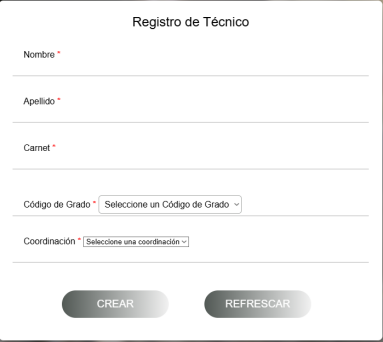 Registro de Técnico
Nombre *
Apellido *
Carnet *
Código de Grado * Seleccione un Código de Grado
Coordinación * Seleccione una coordinación
CREAR REFRESCAR